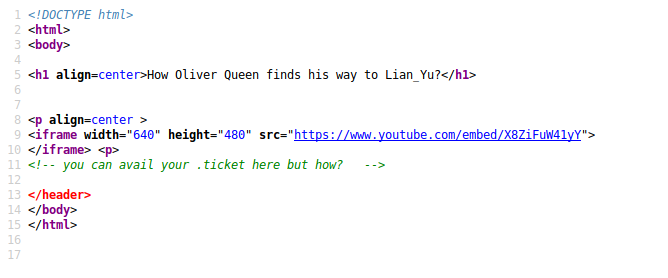 1 <!DOCTYPE html>
2 <html>
3 <body>
4
5 <h1 align=center>How Oliver Queen finds his way to Lian_Yu?</h1>
6
7
8 <p align=center >
9 <iframe width="640" height="480" src="https://www.youtube.com/embed/X8ZiFuW41yY">
10 </iframe> <p>
11 <!-- you can avail your .ticket here but how?   -->
12
13 </header>
14 </body>
15 </html>
16
17